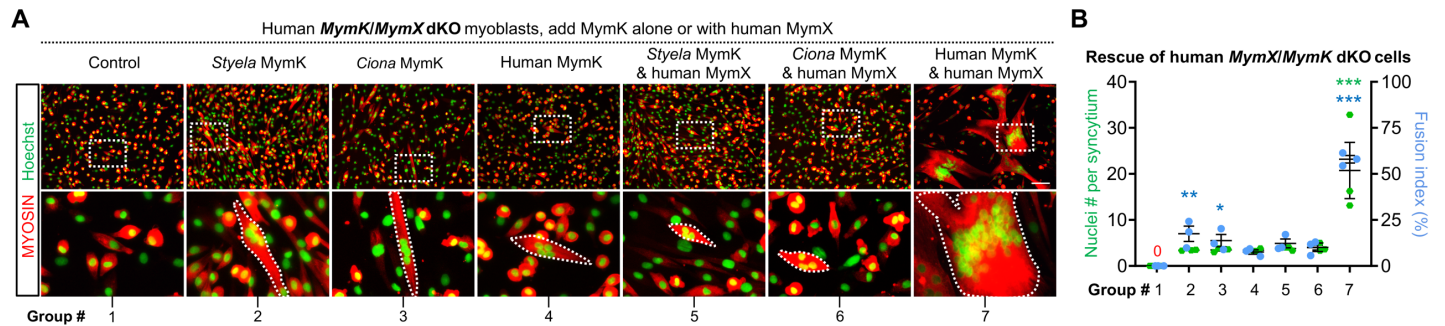 A
Human MymK/MymX dKO myoblasts, add MymK alone or with human MymX
Control
Styela MymK
Ciona MymK
Human MymK
Styela MymK
& human MymX
Ciona MymK
& human MymX
Human MymK
& human MymX
MYOSIN Hoechst
Group # 1 2 3 4 5 6 7
B
Rescue of human MymX/MymK dKO cells
Nuclei # per syncytium
40
30
20
10
0
0
**
*
***
***
100
75
50
25
0
Fusion index (%)
Group # 1 2 3 4 5 6 7